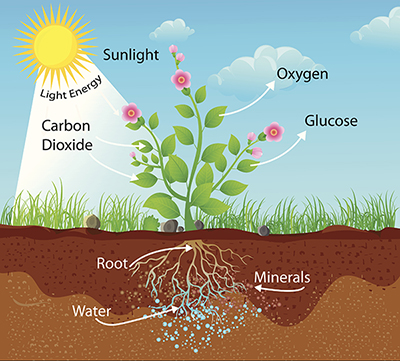 Sunlight
Light Energy
Oxygen
Carbon
Dioxide
Glucose
Root
Minerals
Water